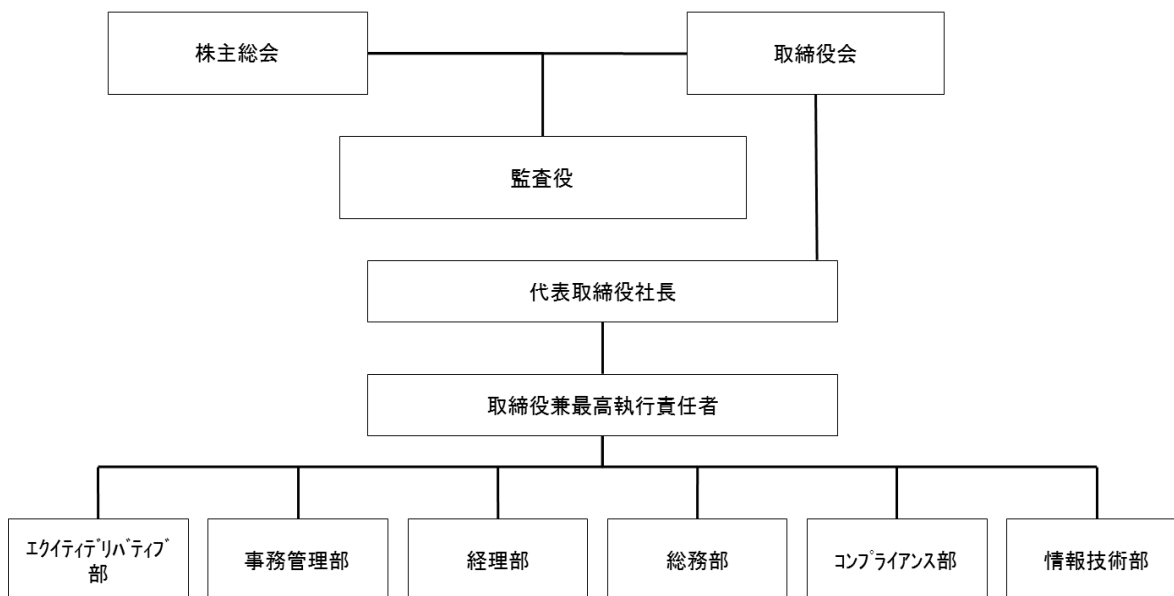 株主総会
取締役会
監査役
代表取締役社長
取締役兼最高執行責任者
ｴｸｲﾃｨﾃﾞﾘﾊﾞﾃｨﾌﾞ
部
事務管理部
経理部
総務部
ｺﾝﾌﾟﾗｲｱﾝｽ部
情報技術部